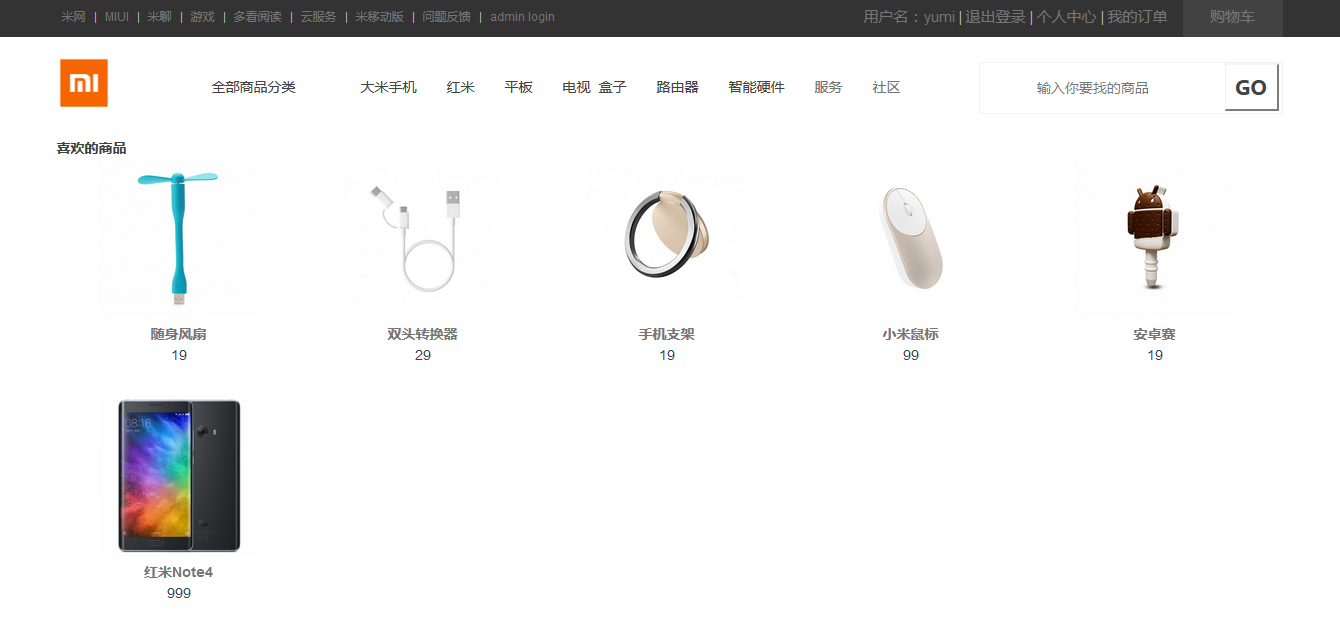 米网 | MIUI | 米聊 | 游戏 | 多看阅读 | 云服务 | 米移动版 | 问题反馈 | admin login 用户名：yumi | 退出登录 | 个人中心 | 我的订单 购物车
全部商品分类 大米手机 红米 平板 电视 盒子 路由器 智能硬件 服务 社区 输入你要找的商品 GO
喜欢的商品
随身风扇 双头转换器 手机支架 小米鼠标 安卓赛
19 29 19 99 19
08:16
红米Note4
999